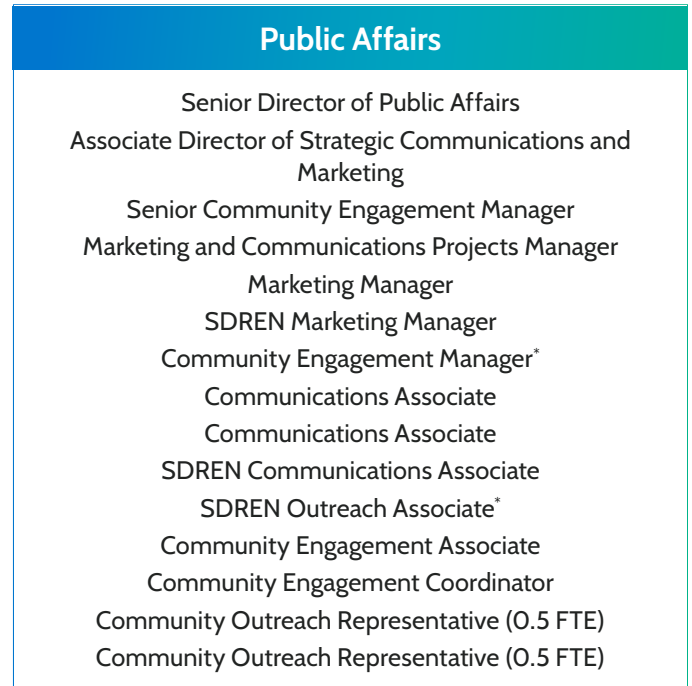 Public Affairs
Senior Director of Public Affairs
Associate Director of Strategic Communications and
Marketing
Senior Community Engagement Manager
Marketing and Communications Projects Manager
Marketing Manager
SDREN Marketing Manager
Community Engagement Manager*
Communications Associate
Communications Associate
SDREN Communications Associate
SDREN Outreach Associate*
Community Engagement Associate
Community Engagement Coordinator
Community Outreach Representative (0.5 FTE)
Community Outreach Representative (0.5 FTE)